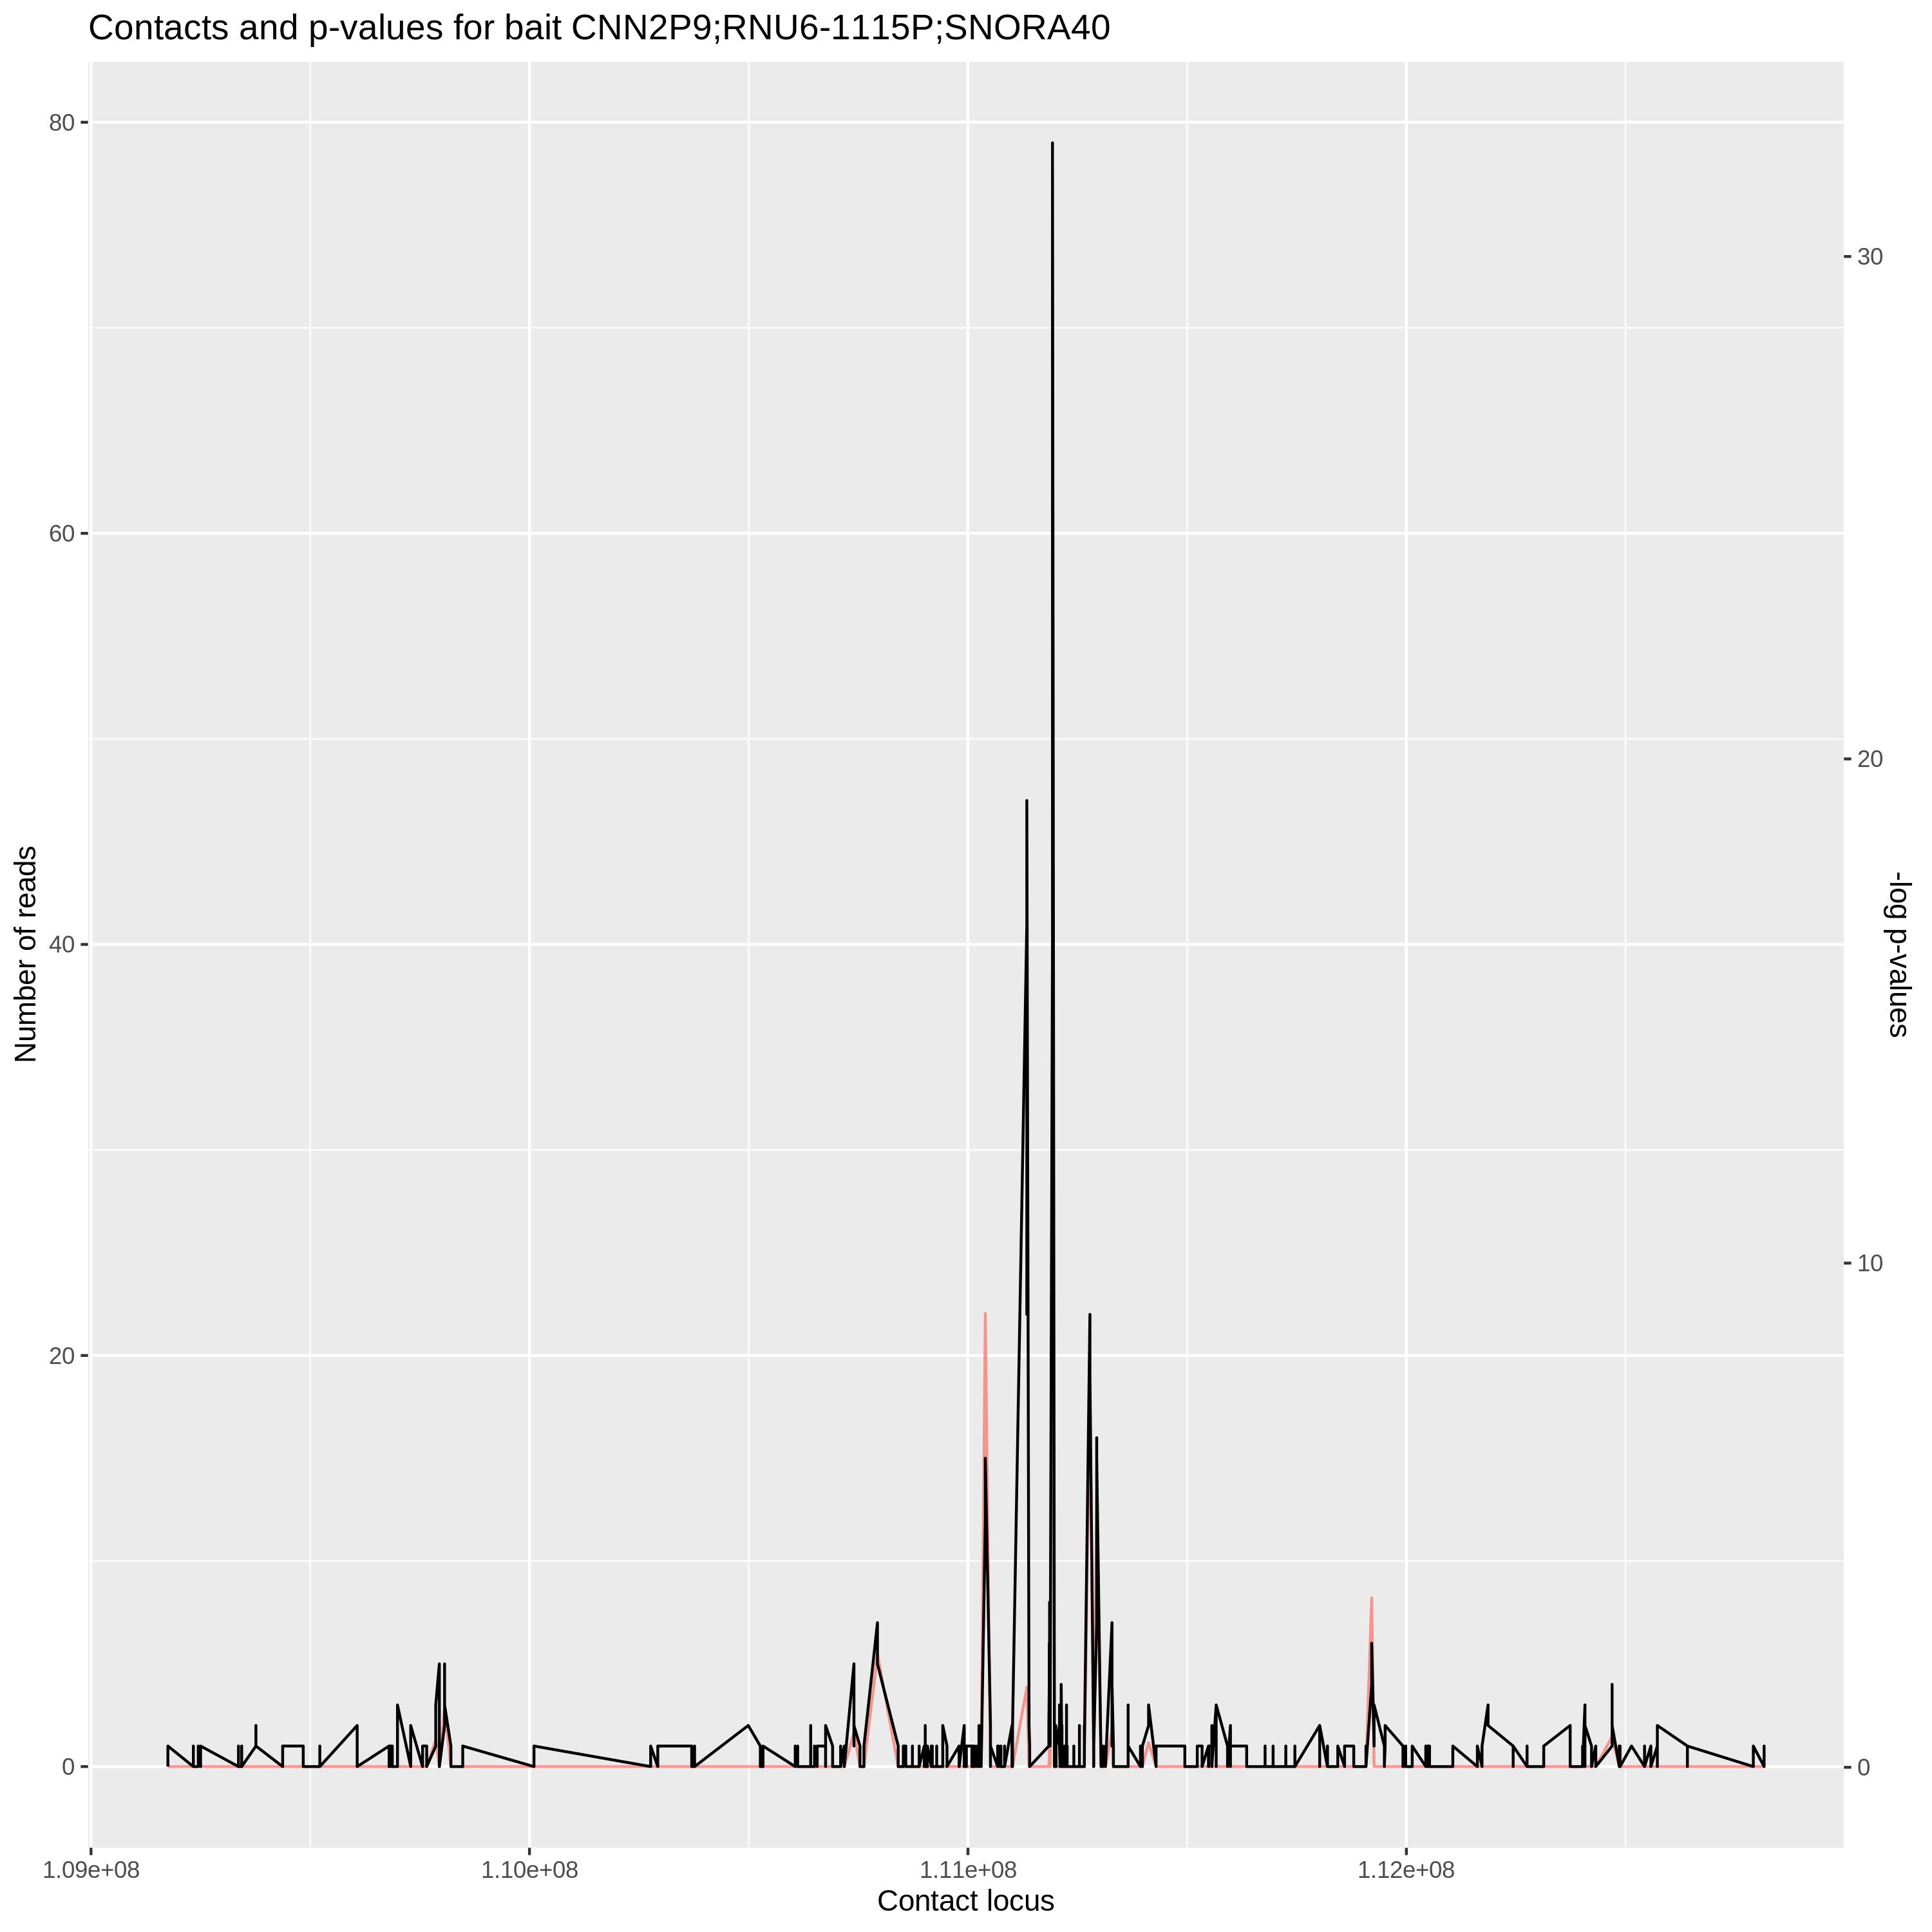 Contacts and p-values for bait CNN2P9;RNU6-1115P;SNORA40
80
60
40
20
0
Number of reads
30
20
10
0
-log p-values
1.09e+08
1.10e+08
1.11e+08
1.12e+08
Contact locus